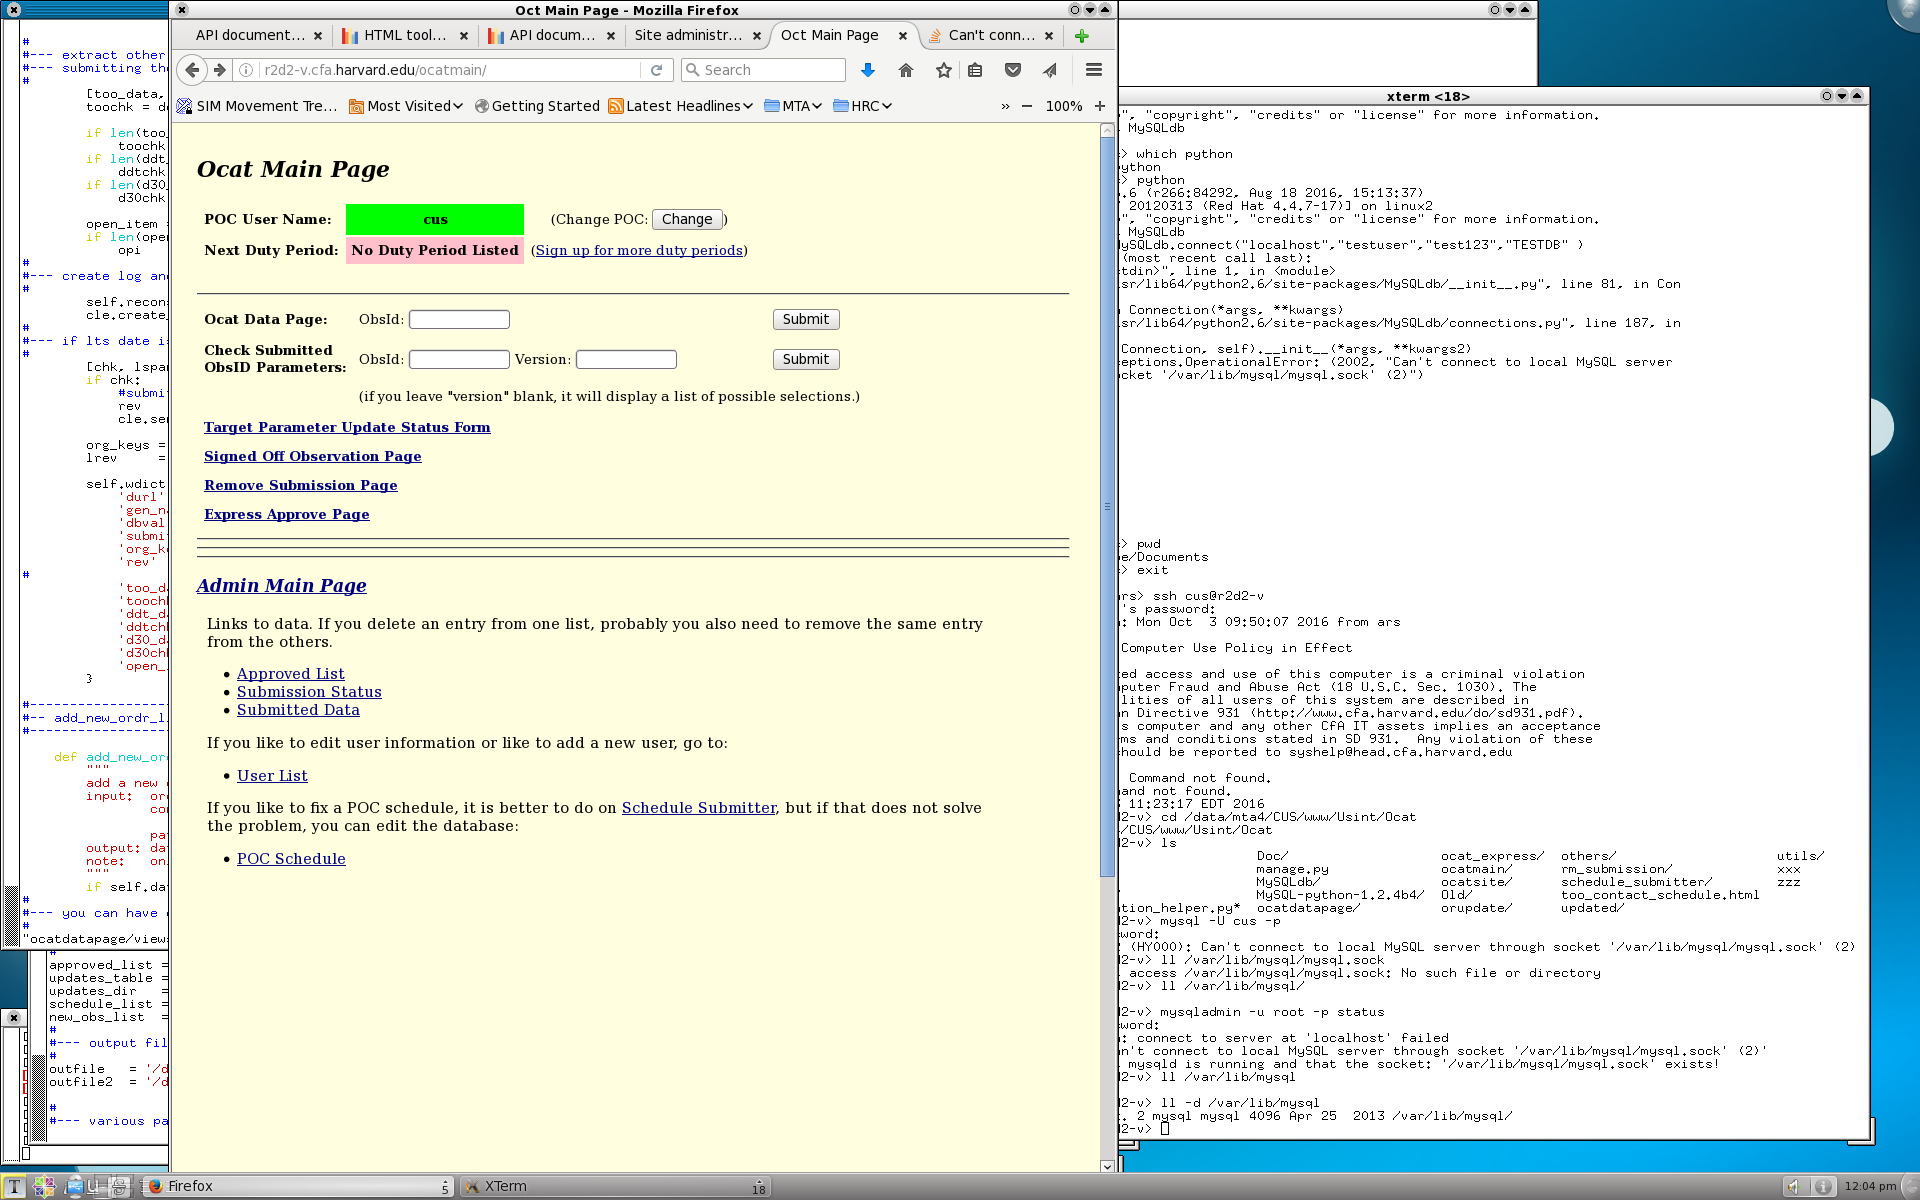 Oct Main Page - Mozilla Firefox
API document...
HTML tool...
API docum...
Site administr...
Oct Main Page
Can't conn...
r2d2-v.cfa.harvard.edu/ocatmain/
Search
SIM Movement Tre...
Most Visited
Getting Started
Latest Headlines
MTA
HRC
»
100%
Ocat Main Page
POC User Name: cus (Change POC: Change)
Next Duty Period: No Duty Period Listed (Sign up for more duty periods)
Ocat Data Page: ObsId: Submit
Check Submitted
ObsID Parameters: ObsId: Version: Submit
(if you leave "version" blank, it will display a list of possible selections.)
Target Parameter Update Status Form
Signed Off Observation Page
Remove Submission Page
Express Approve Page
Admin Main Page
Links to data. If you delete an entry from one list, probably you also need to remove the same entry
from the others.
• Approved List
• Submission Status
• Submitted Data
If you like to edit user information or like to add a new user, go to:
• User List
If you like to fix a POC schedule, it is better to do on Schedule Submitter, but if that does not solve
the problem, you can edit the database:
• POC Schedule
#
#--- extract other
#--- submitting the
#
[too_data,
toochk = de
if len(too_
toochk
if len(ddt_
ddtchk
if len(d30_
d30chk
open_item =
if len(open
opi
#
#--- create log and
#
self.recons
cle.create_
#
#--- if lts date is
#
[chk, lspan
if chk:
#submi
rev
cle.sen
org_keys =
lrev =
self.wdict
'durl'
'gen_na
'dbval
'submi
'org_ke
'rev'
#
'too_da
'toochk
'ddt_da
'ddtchk
'd30_da
'd30chk
'open_
}
#------------------
#-- add_new_ordr_l
#------------------
def add_new_or
"""
add a new
input: or
co
pa
output: da
note: on
"""
if self.da
#
#--- you can have
#
"ocatdatapage/view
#
approved_list =
updates_table =
updates_dir =
schedule_list =
new_obs_list =
#
#--- output fil
#
outfile = '/d
outfile2 = '/d
#
#--- various pa
xterm <18>
", "copyright", "credits" or "license" for more information.
MySQLdb
> which python
ython
> python
.6 (r266:84292, Aug 18 2016, 15:13:37)
20120313 (Red Hat 4.4.7-17)] on linux2
", "copyright", "credits" or "license" for more information.
MySQLdb
ySQLdb.connect("localhost","testuser","test123","TESTDB" )
(most recent call last):
tdin>", line 1, in <module>
sr/lib64/python2.6/site-packages/MySQLdb/__init__.py", line 81, in Con
Connection(*args, **kwargs)
sr/lib64/python2.6/site-packages/MySQLdb/connections.py", line 187, in
Connection, self).__init__(*args, **kwargs2)
eptions.OperationalError: (2002, "Can't connect to local MySQL server
cket '/var/lib/mysql/mysql.sock' (2)")
> pwd
e/Documents
> exit
rs> ssh cus@r2d2-v
's password:
: Mon Oct 3 09:50:07 2016 from ars
Computer Use Policy in Effect
ed access and use of this computer is a criminal violation
puter Fraud and Abuse Act (18 U.S.C. Sec. 1030). The
lities of all users of this system are described in
n Directive 931 (http://www.cfa.harvard.edu/do/sd931.pdf).
s computer and any other CfA IT assets implies an acceptance
ms and conditions stated in SD 931. Any violation of these
hould be reported to syshelp@head.cfa.harvard.edu
Command not found.
and not found.
11:23:17 EDT 2016
d2-v> cd /data/mta4/CUS/www/Usint/Ocat
/CUS/www/Usint/Ocat
d2-v> ls
Doc/ ocat_express/ others/ utils/
manage.py ocatmain/ rm_submission/ xxx
MySQLdb/ ocatsite/ schedule_submitter/ zzz
MySQL-python-1.2.4b4/ Old/ too_contact_schedule.html
tion_helper.py* ocatdatapage/ orupdate/ updated/
d2-v> mysql -U cus -p
word:
(HY000): Can't connect to local MySQL server through socket '/var/lib/mysql/mysql.sock' (2)
d2-v> ll /var/lib/mysql/mysql.sock
access /var/lib/mysql/mysql.sock: No such file or directory
d2-v> ll /var/lib/mysql/
d2-v> mysqladmin -u root -p status
word:
: connect to server at 'localhost' failed
n't connect to local MySQL server through socket '/var/lib/mysql/mysql.sock' (2)'
mysqld is running and that the socket: '/var/lib/mysql/mysql.sock' exists!
d2-v> ll /var/lib/mysql
d2-v> ll -d /var/lib/mysql
. 2 mysql mysql 4096 Apr 25 2013 /var/lib/mysql/
d2-v>
Firefox 5
XTerm 18
12:04 pm